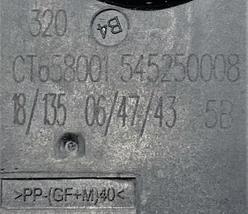 320 B4
CT658001 545250008
18/135 06/47/43 5B
>PP-(GF+M)40<